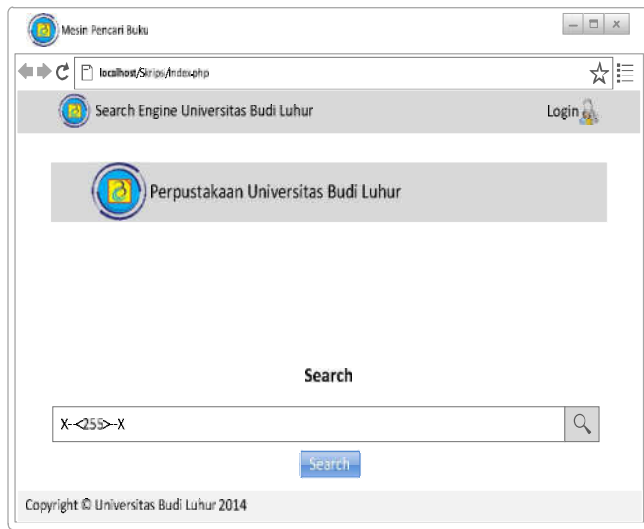 Mesin Pencari Buku
localhost/Skripsi/Index.php
Search Engine Universitas Budi Luhur
Login
Perpustakaan Universitas Budi Luhur
Search
X--<255>--X
Search
Copyright © Universitas Budi Luhur 2014